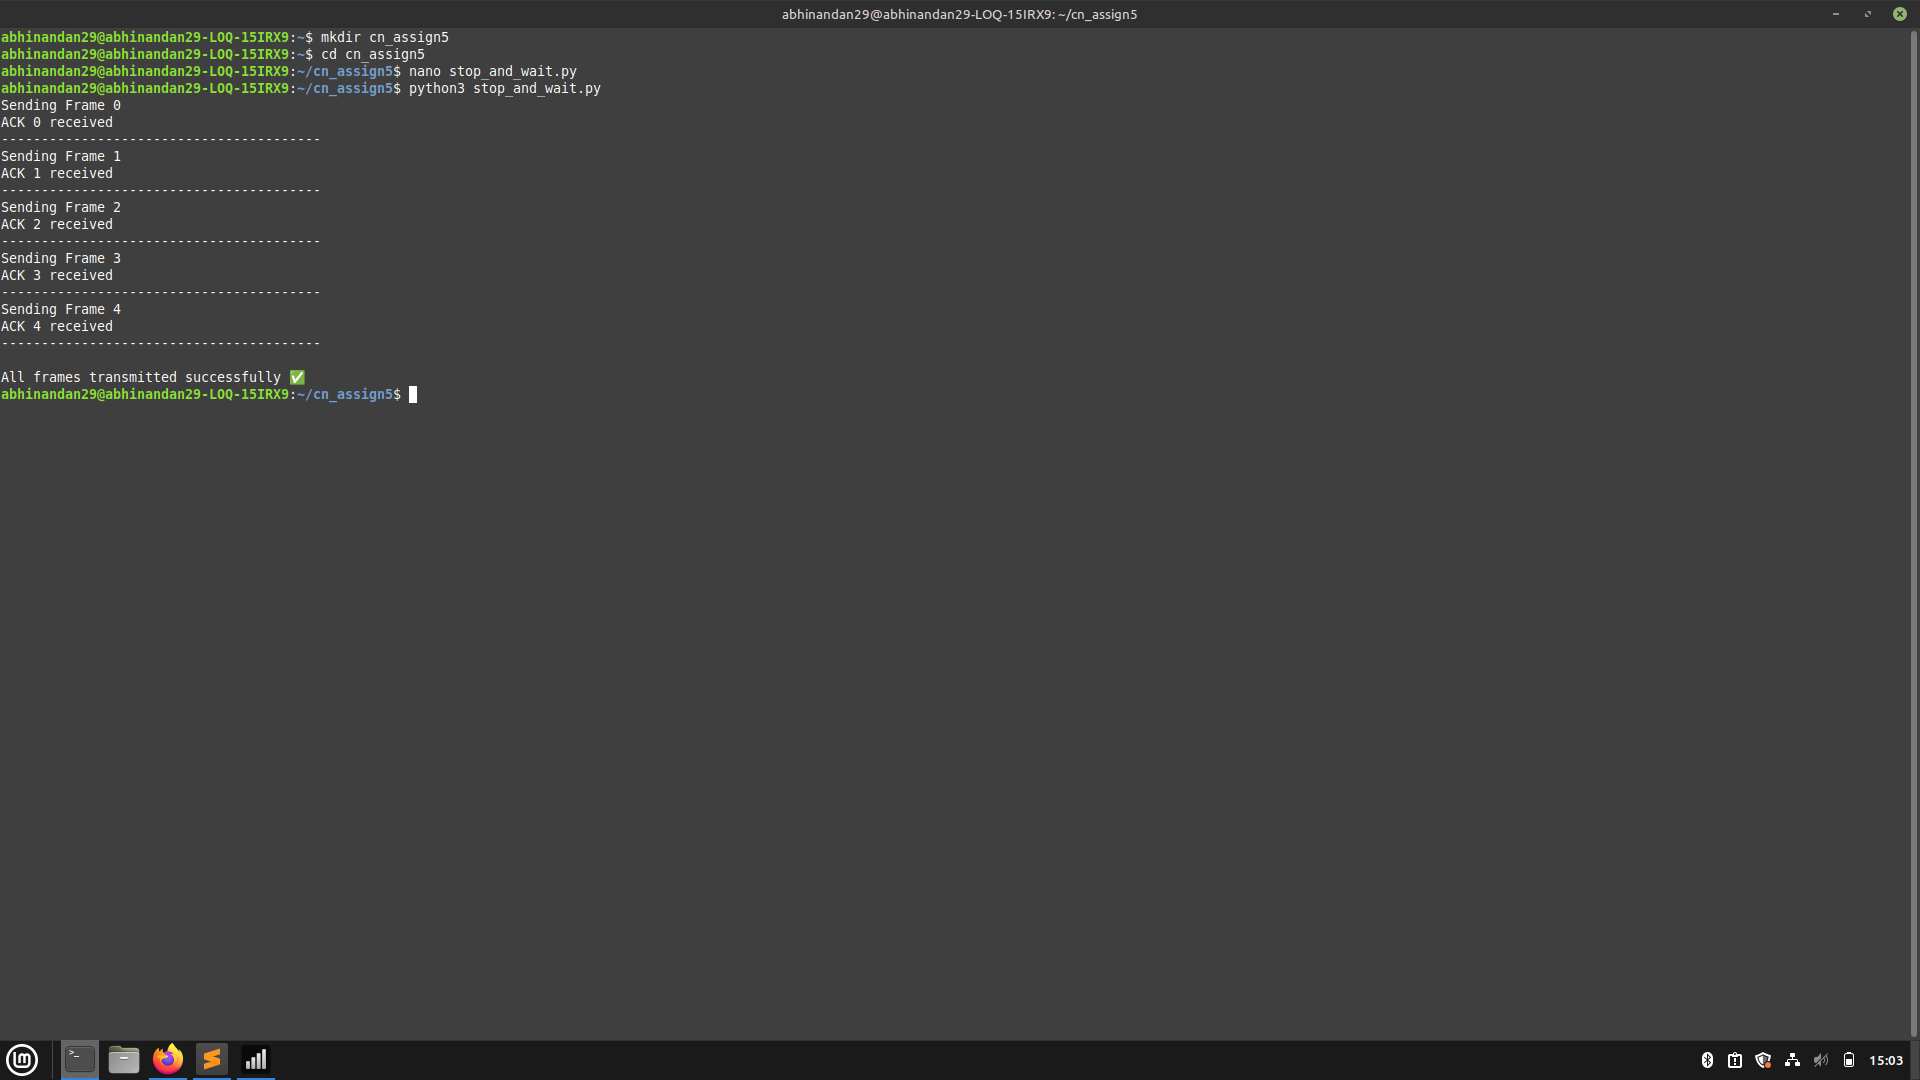 abhinandan29@abhinandan29-LOQ-15IRX9: ~/cn_assign5
abhinandan29@abhinandan29-LOQ-15IRX9:~$ mkdir cn_assign5
abhinandan29@abhinandan29-LOQ-15IRX9:~$ cd cn_assign5
abhinandan29@abhinandan29-LOQ-15IRX9:~/cn_assign5$ nano stop_and_wait.py
abhinandan29@abhinandan29-LOQ-15IRX9:~/cn_assign5$ python3 stop_and_wait.py
Sending Frame 0
ACK 0 received
----------------------------------------
Sending Frame 1
ACK 1 received
----------------------------------------
Sending Frame 2
ACK 2 received
----------------------------------------
Sending Frame 3
ACK 3 received
----------------------------------------
Sending Frame 4
ACK 4 received
----------------------------------------
All frames transmitted successfully ✅
abhinandan29@abhinandan29-LOQ-15IRX9:~/cn_assign5$
15:03